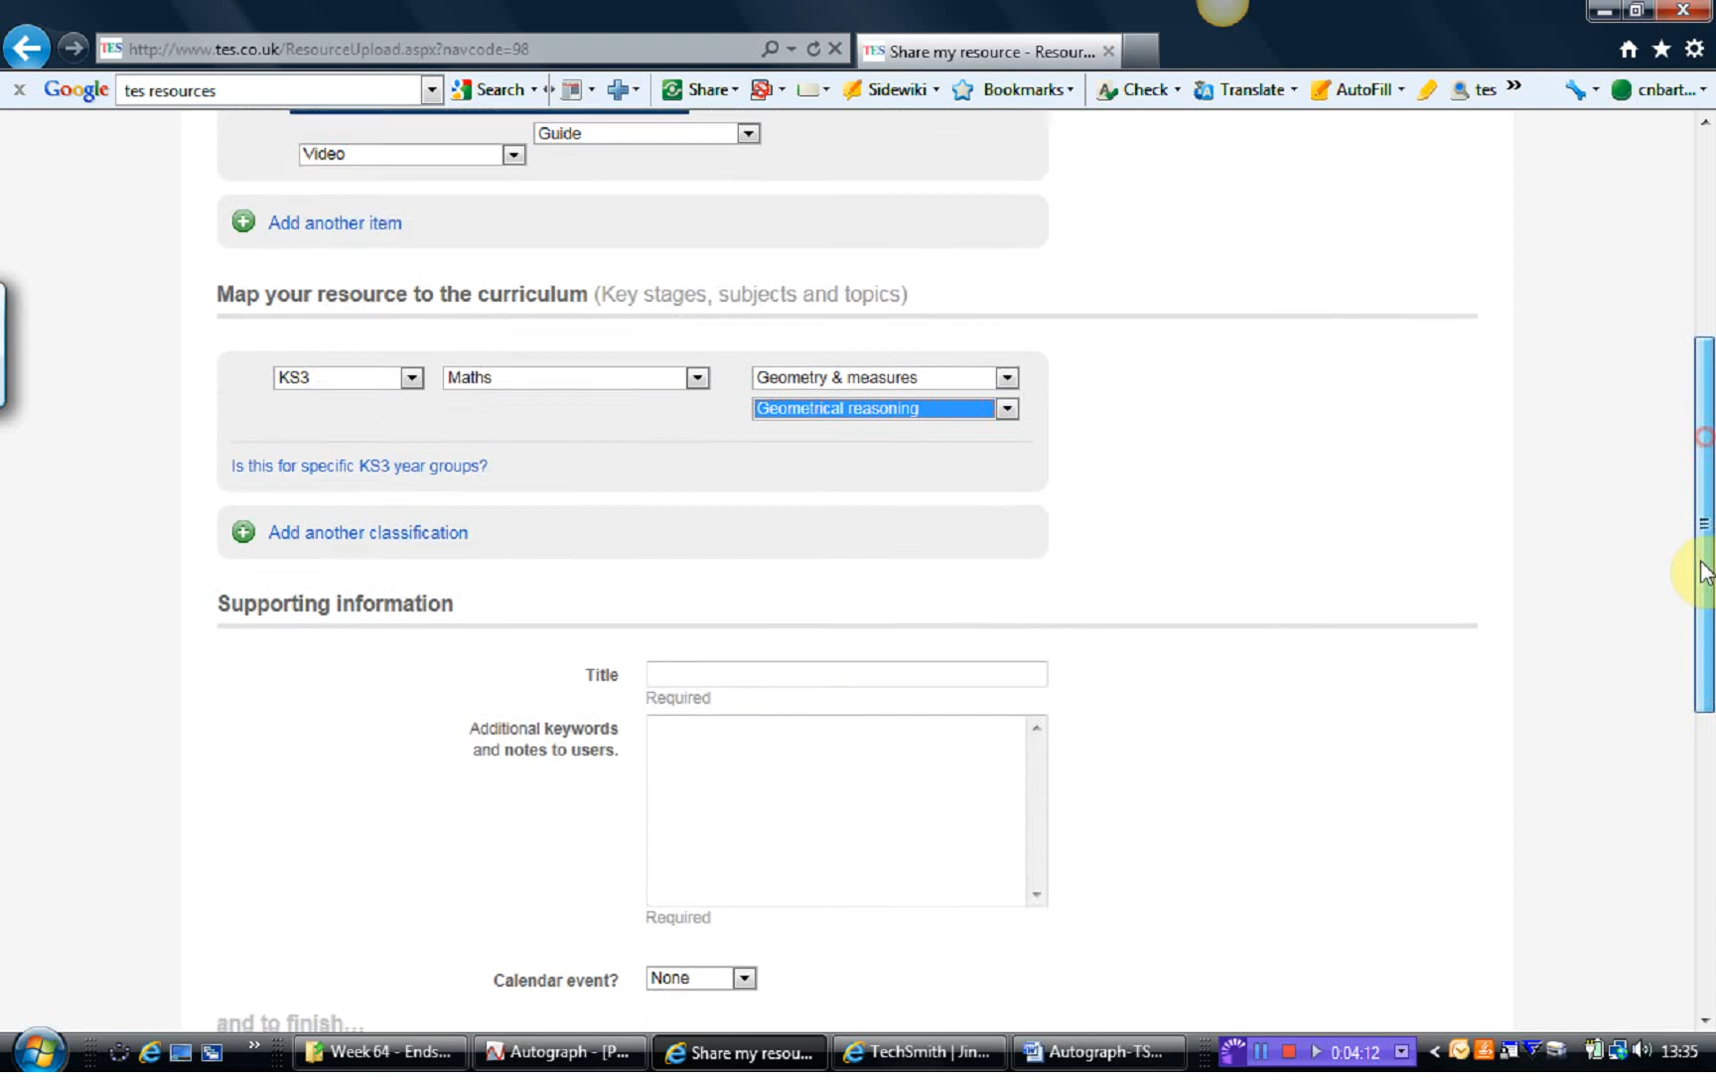 TES http://www.tes.co.uk/ResourceUpload.aspx?navcode=98
TES Share my resource - Resour...
x Google tes resources Search Share Sidewiki Bookmarks Check Translate AutoFill tes » cnbart...
Guide
Video
Add another item
Map your resource to the curriculum (Key stages, subjects and topics)
KS3 Maths Geometry & measures
Geometrical reasoning
Is this for specific KS3 year groups?
Add another classification
Supporting information
Title
Required
Additional keywords
and notes to users.
Required
Calendar event? None
and to finish...
» Week 64 - Ends... Autograph - [P... Share my resou... TechSmith | Jin... Autograph-TS... 0:04:12 13:35